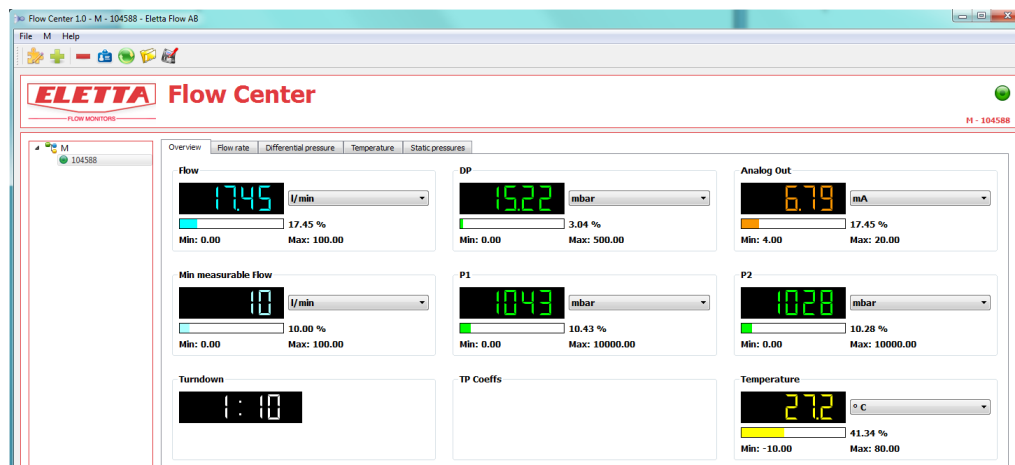 Flow Center 1.0 - M - 104588 - Eletta Flow AB
File M Help
ELETTA Flow Center
FLOW MONITORS
M - 104588
M
104588
Overview Flow rate Differential pressure Temperature Static pressures
Flow DP Analog Out
17.45 l/min 15.22 mbar 6.79 mA
17.45 % 3.04 % 17.45 %
Min: 0.00 Max: 100.00 Min: 0.00 Max: 500.00 Min: 4.00 Max: 20.00
Min measurable Flow P1 P2
10 l/min 1043 mbar 1028 mbar
10.00 % 10.43 % 10.28 %
Min: 0.00 Max: 100.00 Min: 0.00 Max: 10000.00 Min: 0.00 Max: 10000.00
Turndown TP Coeffs Temperature
1:10 27.2 ° C
41.34 %
Min: -10.00 Max: 80.00